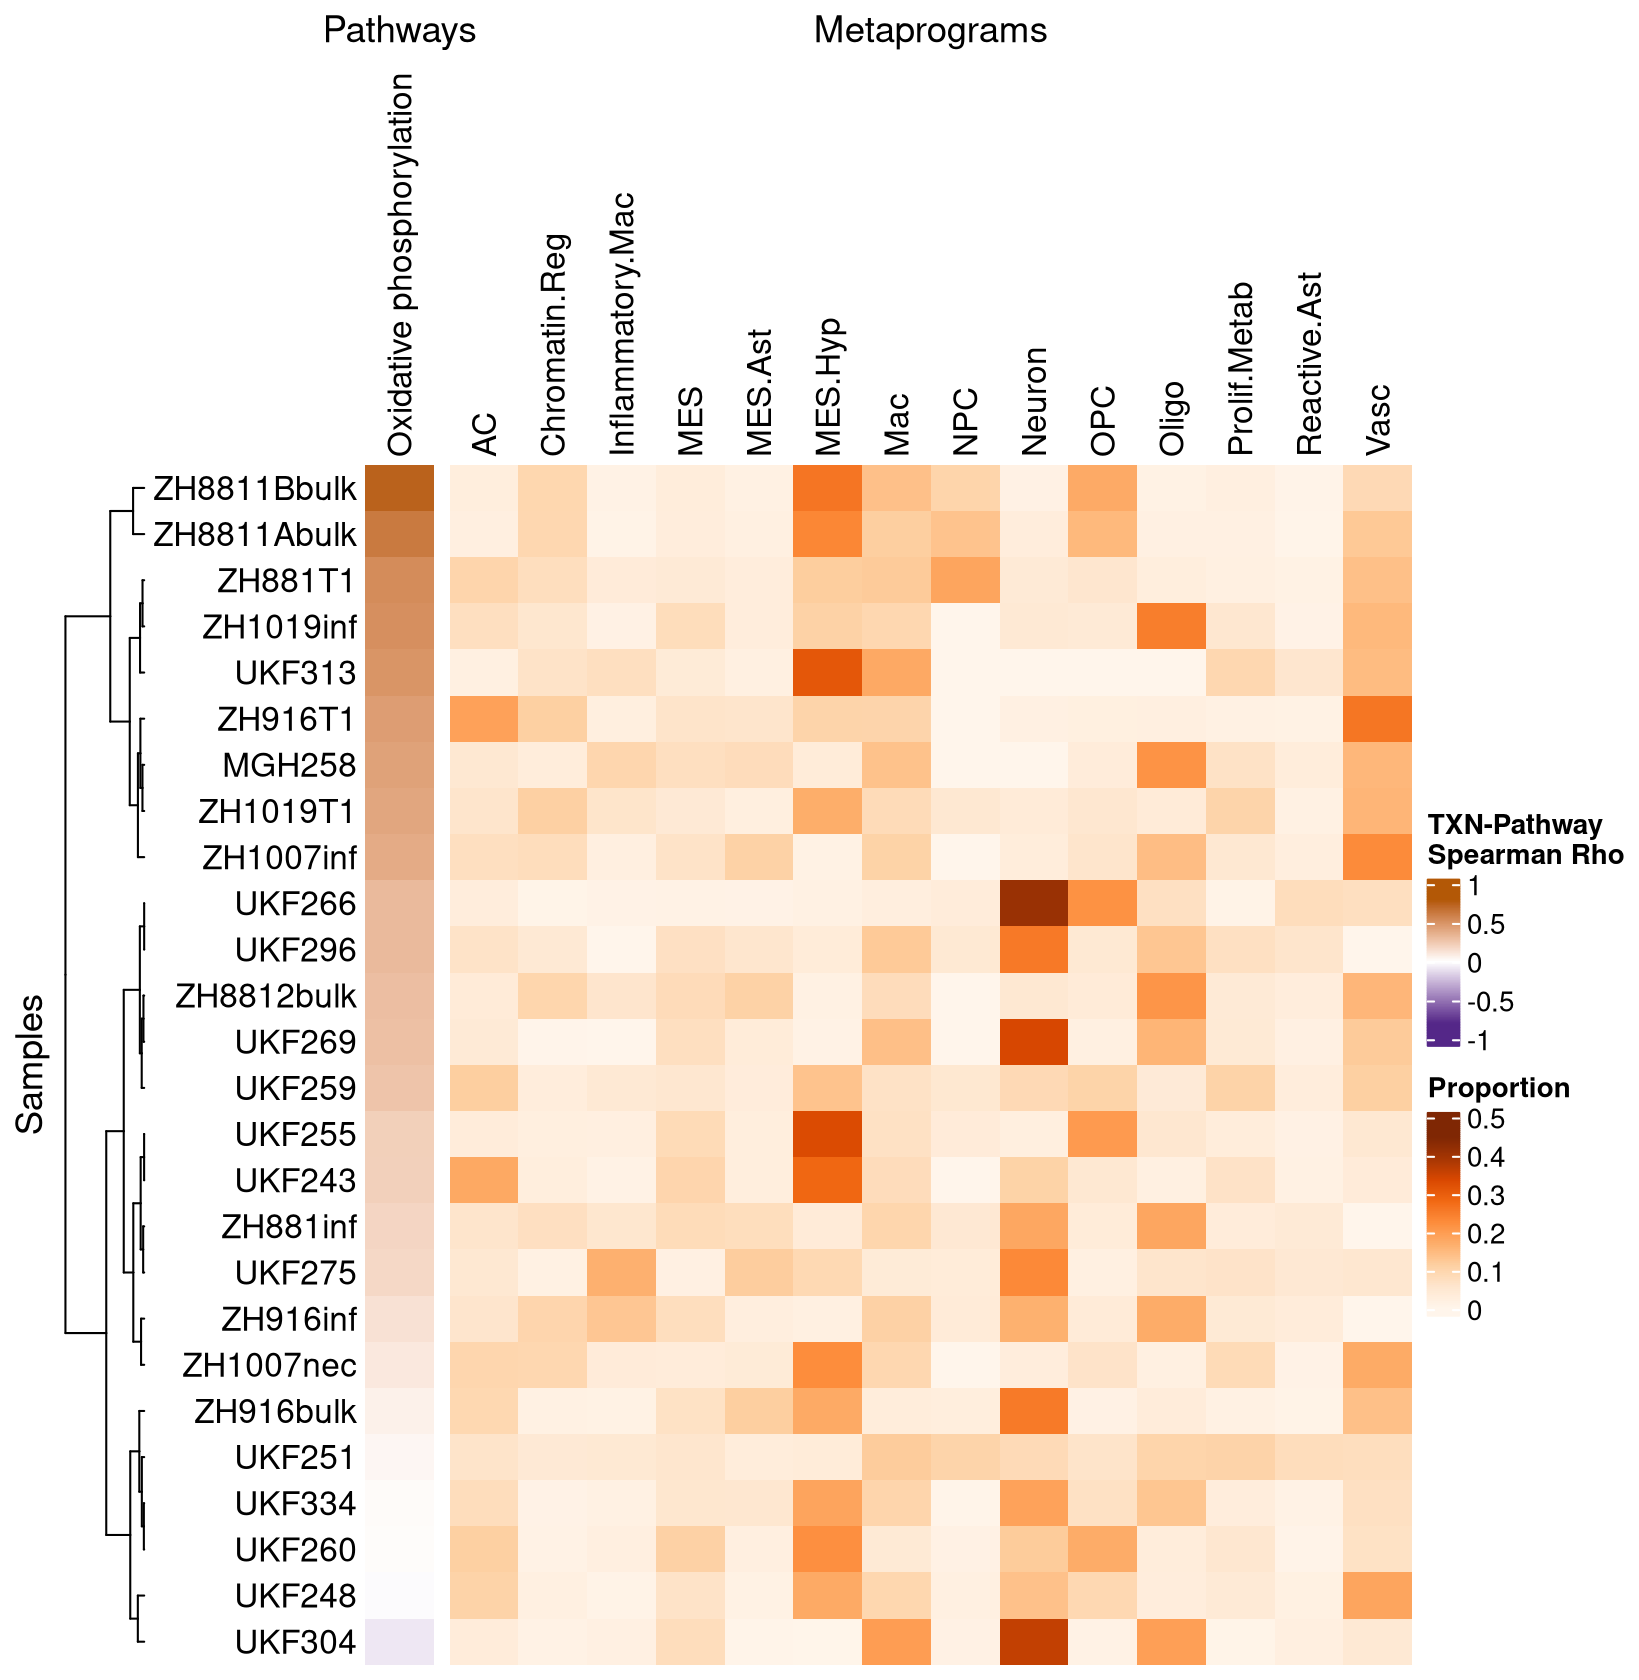 Pathways
Metaprograms
Oxidative phosphorylation
AC
Chromatin.Reg
Inflammatory.Mac
MES
MES.Ast
MES.Hyp
Mac
NPC
Neuron
OPC
Oligo
Prolif.Metab
Reactive.Ast
Vasc
Samples
ZH8811Bbulk
ZH8811Abulk
ZH881T1
ZH1019inf
UKF313
ZH916T1
MGH258
ZH1019T1
ZH1007inf
UKF266
UKF296
ZH8812bulk
UKF269
UKF259
UKF255
UKF243
ZH881inf
UKF275
ZH916inf
ZH1007nec
ZH916bulk
UKF251
UKF334
UKF260
UKF248
UKF304
TXN-Pathway
Spearman Rho
1
0.5
0
-0.5
-1
Proportion
0.5
0.4
0.3
0.2
0.1
0